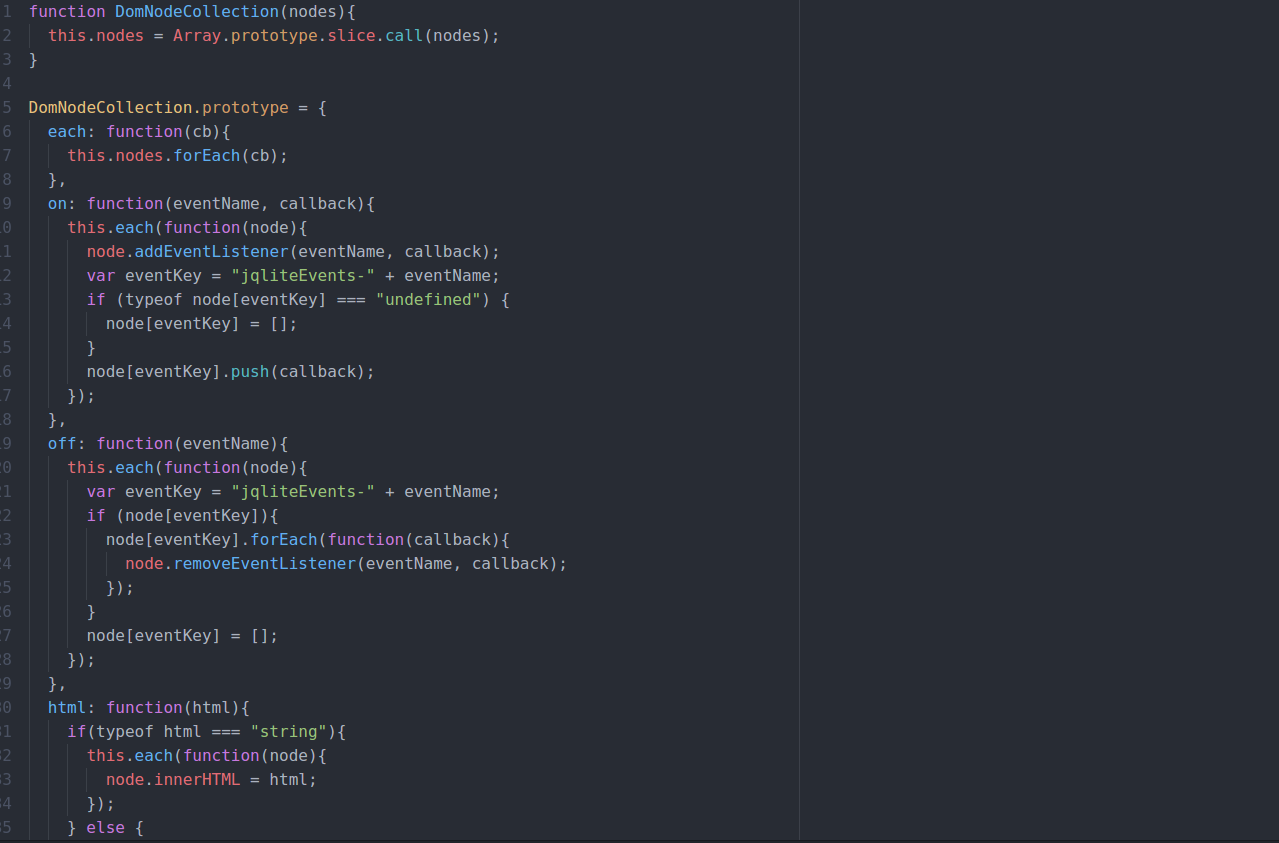 1 function DomNodeCollection(nodes){
2   this.nodes = Array.prototype.slice.call(nodes);
3 }
4
5 DomNodeCollection.prototype = {
6   each: function(cb){
7     this.nodes.forEach(cb);
8   },
9   on: function(eventName, callback){
0     this.each(function(node){
1       node.addEventListener(eventName, callback);
2       var eventKey = "jqliteEvents-" + eventName;
3       if (typeof node[eventKey] === "undefined") {
4         node[eventKey] = [];
5       }
6       node[eventKey].push(callback);
7     });
8   },
9   off: function(eventName){
20     this.each(function(node){
21       var eventKey = "jqliteEvents-" + eventName;
22       if (node[eventKey]){
23         node[eventKey].forEach(function(callback){
24           node.removeEventListener(eventName, callback);
25         });
26       }
27       node[eventKey] = [];
28     });
29   },
30   html: function(html){
31     if(typeof html === "string"){
32       this.each(function(node){
33         node.innerHTML = html;
34       });
35     } else {